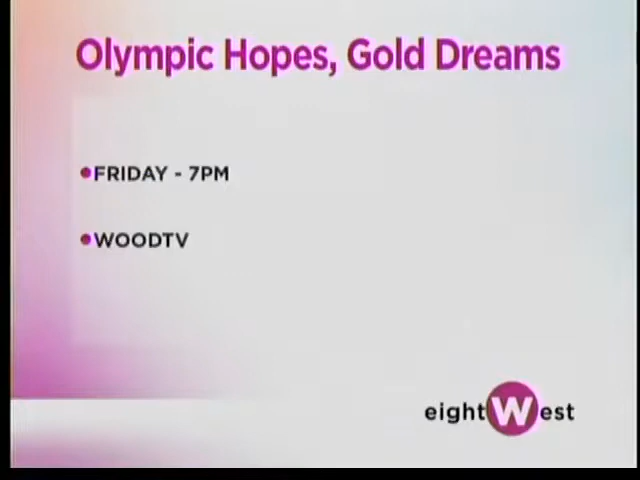 Olympic Hopes, Gold Dreams
•FRIDAY - 7PM
•WOODTV
eightWest